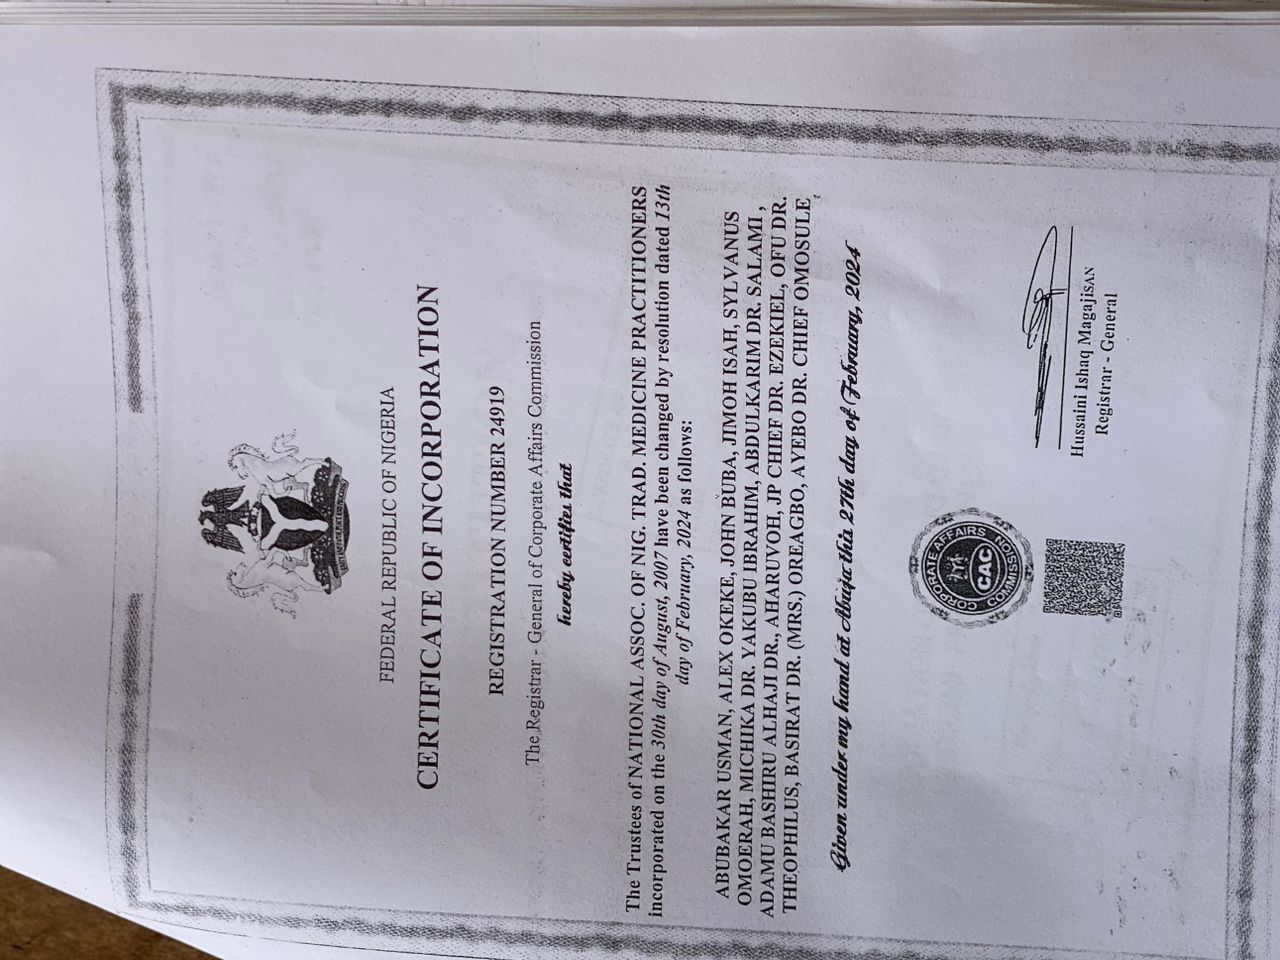 FEDERAL REPUBLIC OF NIGERIA
CERTIFICATE OF INCORPORATION
REGISTRATION NUMBER 24919
The Registrar - General of Corporate Affairs Commission
hereby certifies that
The Trustees of NATIONAL ASSOC. OF NIG. TRAD. MEDICINE PRACTITIONERS
incorporated on the 30th day of August, 2007 have been changed by resolution dated 13th
day of February, 2024 as follows:
ABUBAKAR USMAN, ALEX OKEKE, JOHN BUBA, JIMOH ISAH, SYLVANUS
OMOERAH, MICHIKA DR. YAKUBU IBRAHIM, ABDULKARIM DR. SALAMI ,
ADAMU BASHIRU ALHAJI DR., AHARUVOH, JP CHIEF DR. EZEKIEL, OFU DR.
THEOPHILUS, BASIRAT DR. (MRS.) OREAGBO, AYEBO DR. CHIEF OMOSULE
Given under my hand at Abuja this 27th day of February, 2024
CORPORATE AFFAIRS COMMISSION
CAC
Hussaini Ishaq MagajiSAN
Registrar - General